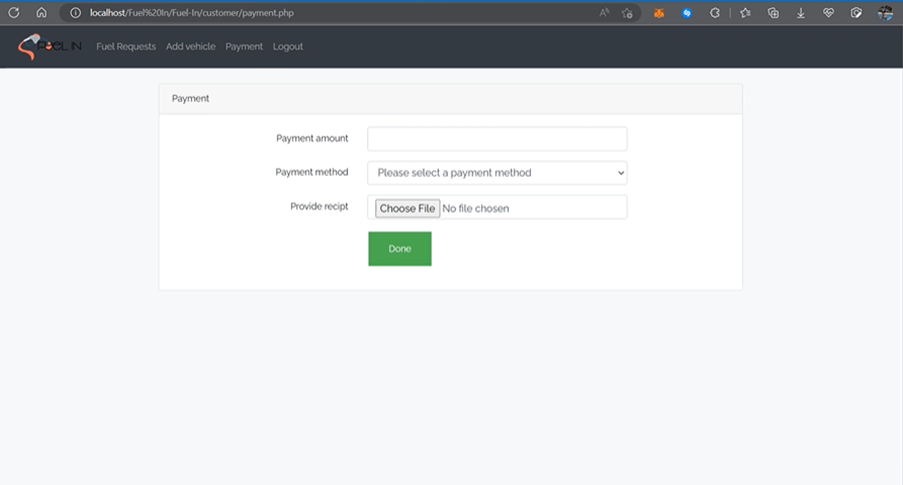 localhost/Fuel%20In/Fuel-In/customer/payment.php
FUEL IN Fuel Requests Add vehicle Payment Logout
Payment
Payment amount
Payment method Please select a payment method
Provide recipt Choose File No file chosen
Done